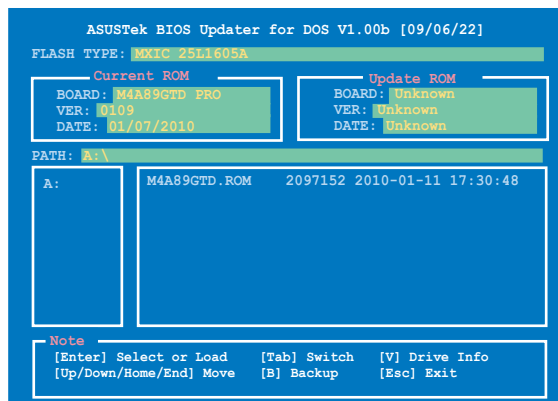 ASUSTek BIOS Updater for DOS V1.00b [09/06/22]
FLASH TYPE: MXIC 25L1605A
Current ROM
BOARD: M4A89GTD PRO
VER: 0109
DATE: 01/07/2010
Update ROM
BOARD: Unknown
VER: Unknown
DATE: Unknown
PATH: A:\
A:
M4A89GTD.ROM 2097152 2010-01-11 17:30:48
Note
[Enter] Select or Load [Tab] Switch [V] Drive Info
[Up/Down/Home/End] Move [B] Backup [Esc] Exit